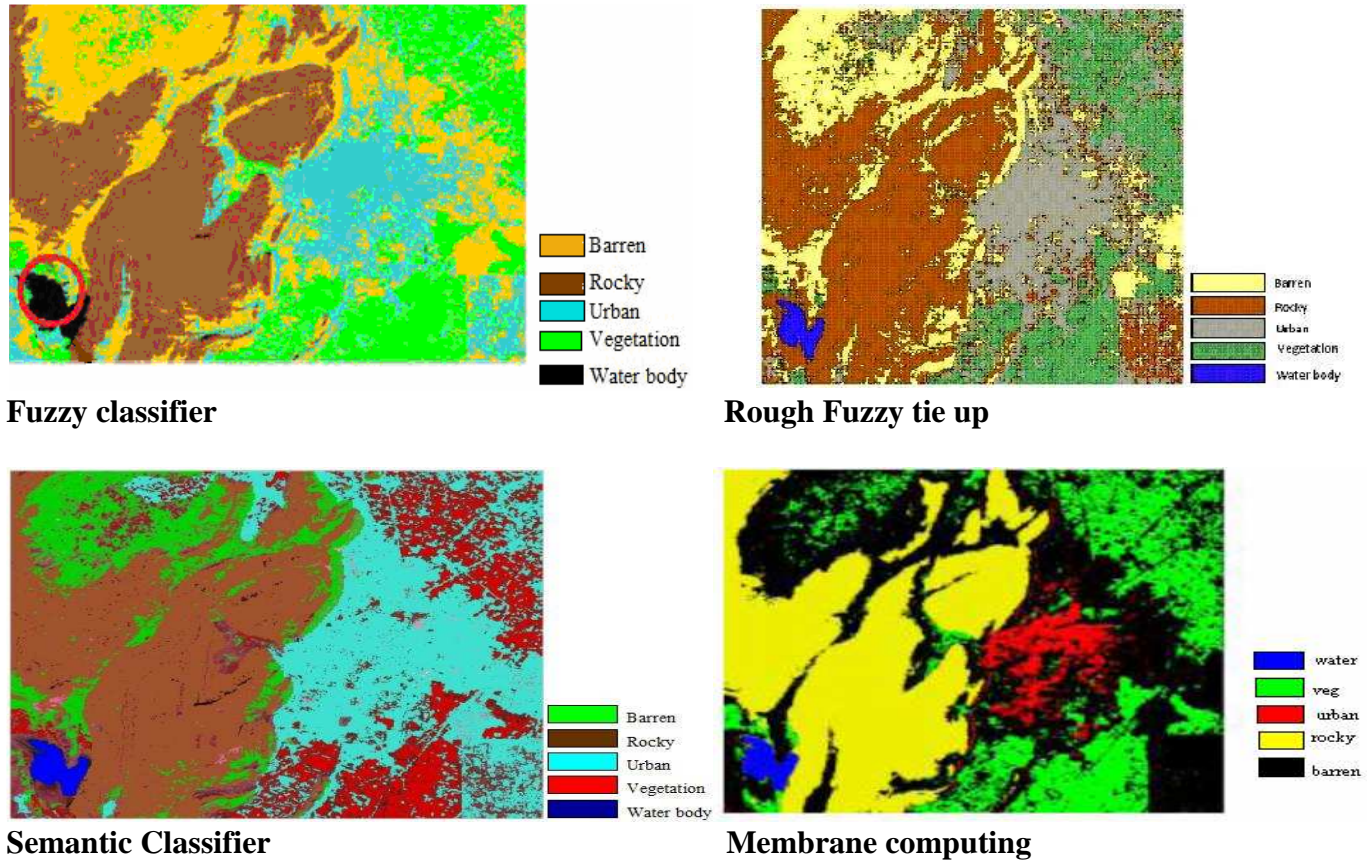 Barren
Rocky
Urban
Vegetation
Water body
Fuzzy classifier
Barren
Rocky
Urban
Vegetation
Water body
Rough Fuzzy tie up
Barren
Rocky
Urban
Vegetation
Water body
Semantic Classifier
water
veg
urban
rocky
barren
Membrane computing